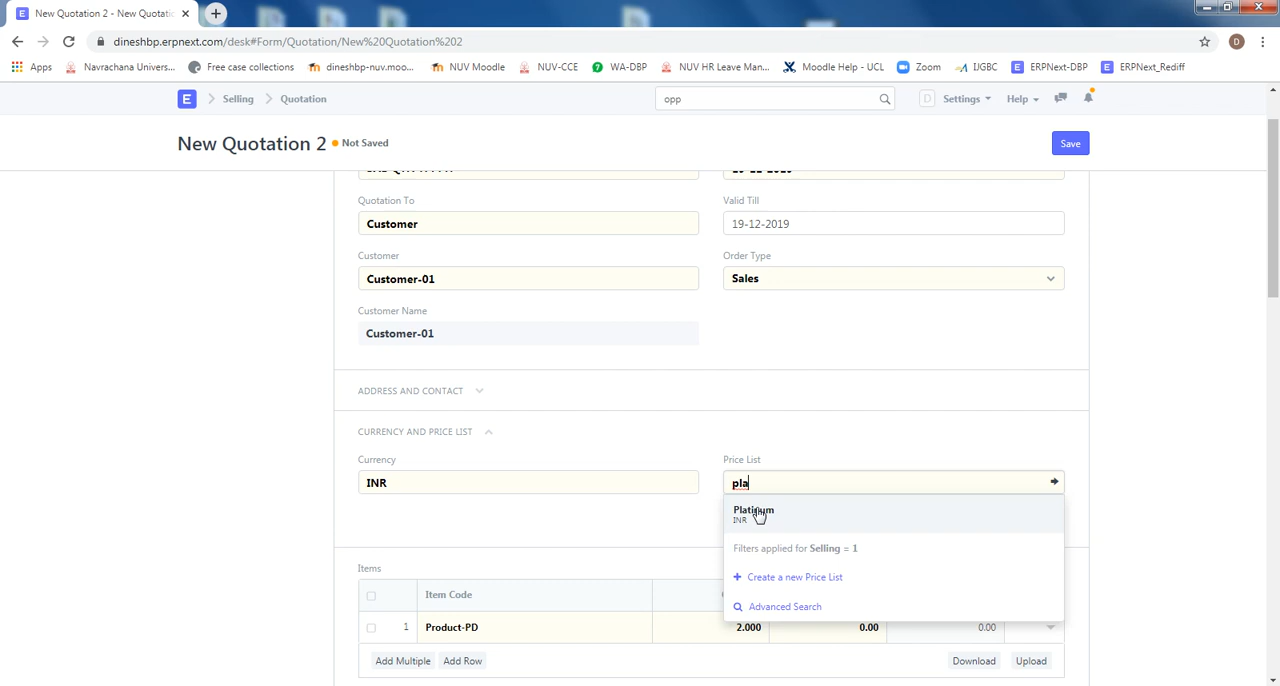 New Quotation 2 - New Quotatio
dineshbp.erpnext.com/desk#Form/Quotation/New%20Quotation%202
D
Apps
Navrachana Univers...
Free case collections
dineshbp-nuv.moo...
NUV Moodle
NUV-CCE
WA-DBP
NUV HR Leave Man...
Moodle Help - UCL
Zoom
IJGBC
ERPNext-DBP
ERPNext_Rediff
E
Selling
Quotation
opp
D
Settings
Help
New Quotation 2
Not Saved
Save
Quotation To
Valid Till
Customer
19-12-2019
Customer
Order Type
Customer-01
Sales
Customer Name
Customer-01
ADDRESS AND CONTACT
CURRENCY AND PRICE LIST
Currency
Price List
INR
pla
Platinum
INR
Filters applied for Selling = 1
+ Create a new Price List
Advanced Search
Items
Item Code
1 Product-PD 2.000 0.00 0.00
Add Multiple Add Row Download Upload